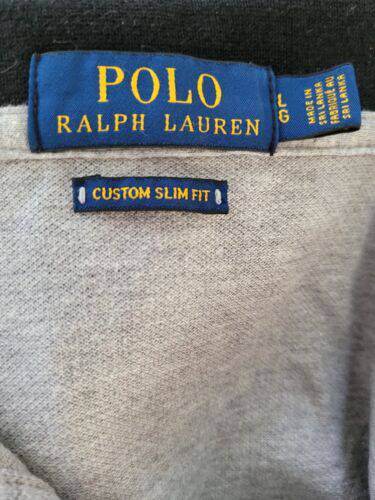 POLO
RALPH LAUREN
L
G
MADE IN
SRI LANKA
FABRIQUÉ AU
SRI LANKA
CUSTOM SLIM FIT